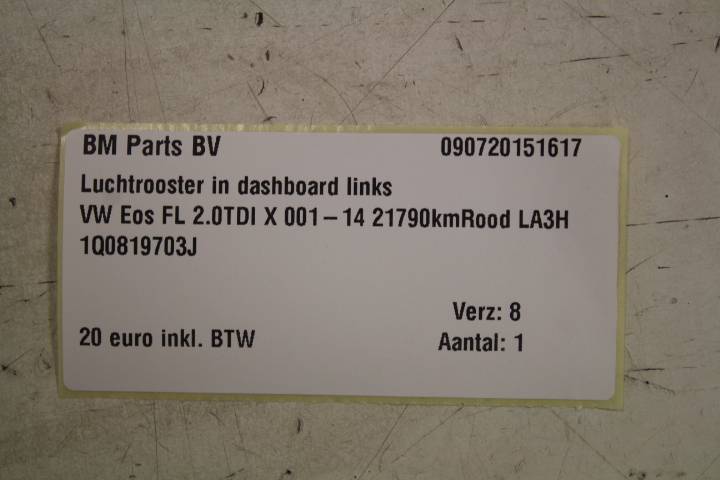 BM Parts BV 090720151617
Luchtrooster in dashboard links
VW Eos FL 2.0TDI X 001-14 21790kmRood LA3H
1Q0819703J
Verz: 8
20 euro inkl. BTW Aantal: 1